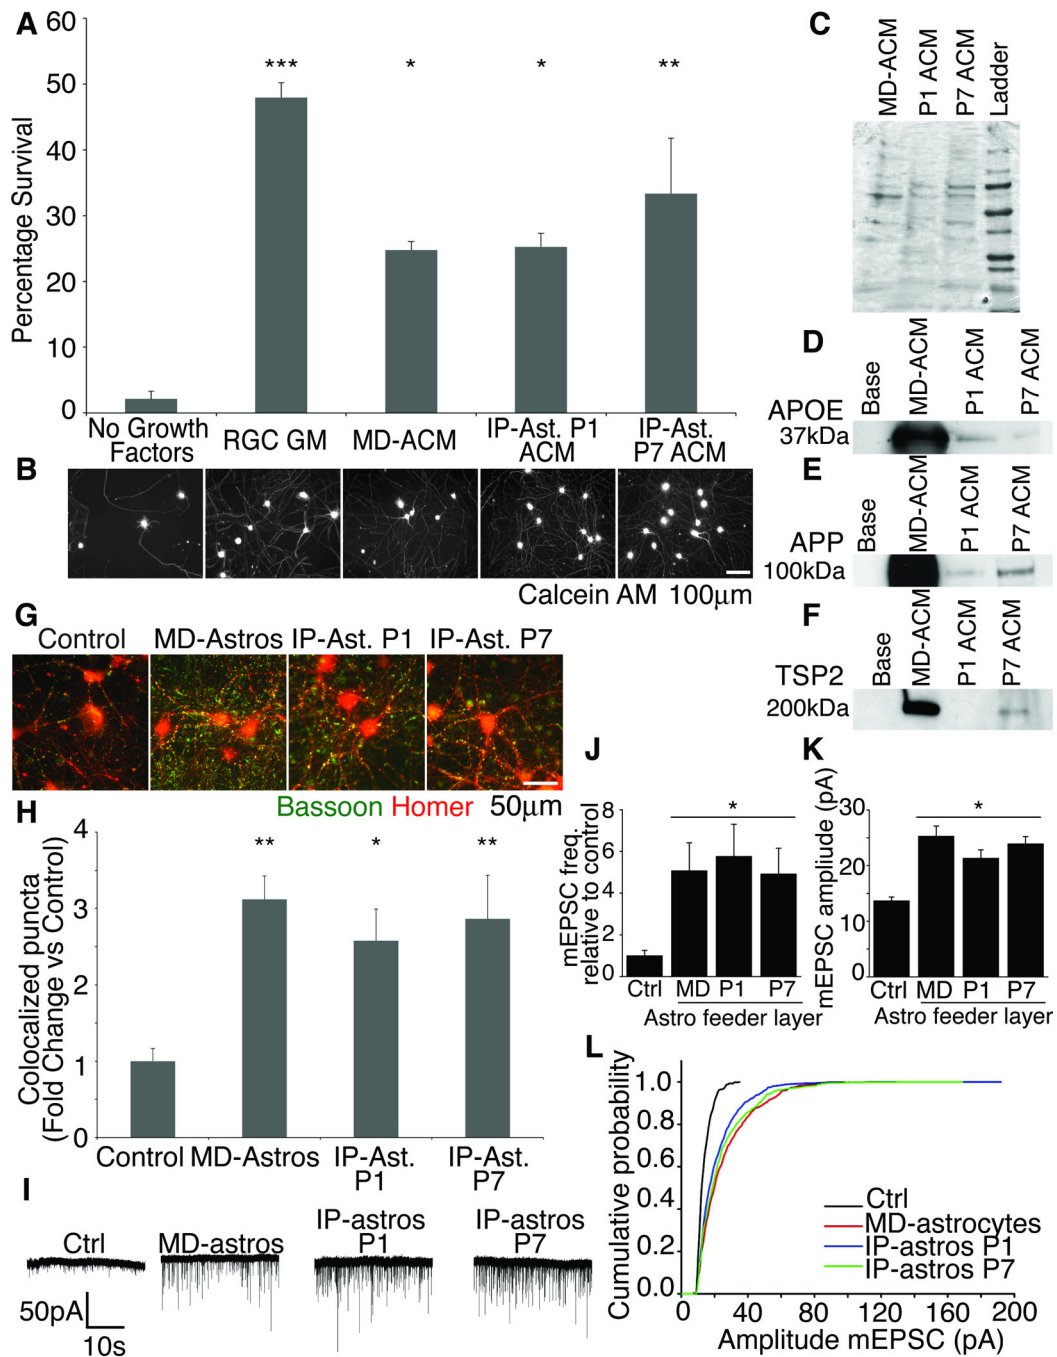 A
60
50
40
30
20
10
0
Percentage Survival
***
*
*
**
No Growth Factors
RGC GM
MD-ACM
IP-Ast. P1 ACM
IP-Ast. P7 ACM
B
Calcein AM 100µm
C
MD-ACM
P1 ACM
P7 ACM
Ladder
D
Base
MD-ACM
P1 ACM
P7 ACM
APOE
37kDa
E
Base
MD-ACM
P1 ACM
P7 ACM
APP
100kDa
F
Base
MD-ACM
P1 ACM
P7 ACM
TSP2
200kDa
G
Control
MD-Astros
IP-Ast. P1
IP-Ast. P7
Bassoon Homer 50µm
H
4
3
2
1
0
Colocalized puncta
(Fold Change vs Control)
**
*
**
Control
MD-Astros
IP-Ast. P1
IP-Ast. P7
I
Ctrl
MD-astros
IP-astros P1
IP-astros P7
50pA
10s
J
mEPSC freq.
relative to control
8
6
4
2
0
*
Ctrl
MD
P1
P7
Astro feeder layer
K
mEPSC ampliude (pA)
30
20
10
0
*
Ctrl
MD
P1
P7
Astro feeder layer
L
Cumulative probability
1.0
0.8
0.6
0.4
0.2
0.0
Ctrl
MD-astrocytes
IP-astros P1
IP-astros P7
0
40
80
120
160
200
Amplitude mEPSC (pA)